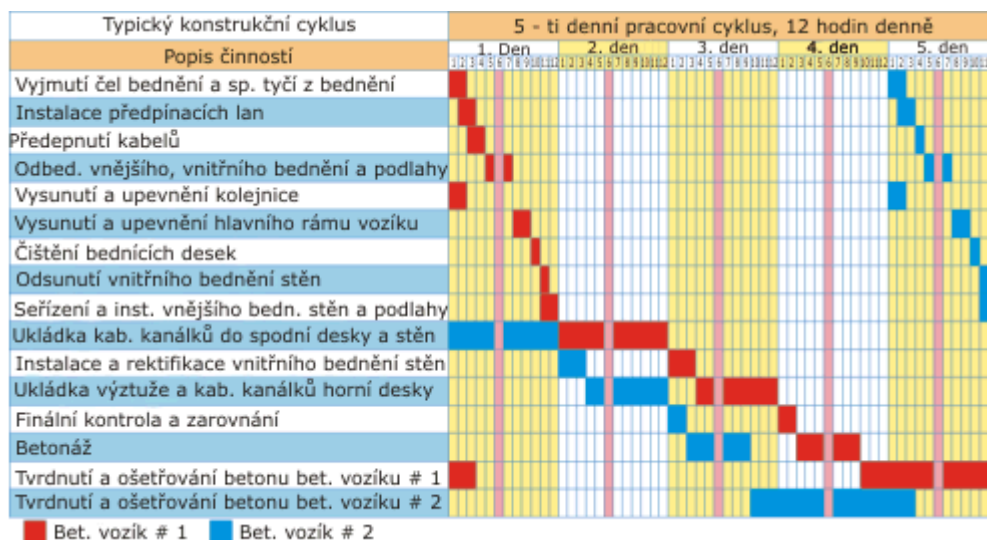 Typický konstrukční cyklus
5 - ti denní pracovní cyklus, 12 hodin denně
Popis činností
1. Den 2. den 3. den 4. den 5. den
Vyjmutí čel bednění a sp. tyčí z bednění
Instalace předpínacích lan
Předepnutí kabelů
Odbed. vnějšího, vnitřního bednění a podlahy
Vysunutí a upevnění kolejnice
Vysunutí a upevnění hlavního rámu vozíku
Čištění bednících desek
Odsunutí vnitřního bednění stěn
Seřízení a inst. vnějšího bedn. stěn a podlahy
Ukládka kab. kanálků do spodní desky a stěn
Instalace a rektifikace vnitřního bednění stěn
Ukládka výztuže a kab. kanálků horní desky
Finální kontrola a zarovnání
Betonáž
Tvrdnutí a ošetřování betonu bet. vozíku # 1
Tvrdnutí a ošetřování betonu bet. vozíku # 2
Bet. vozík # 1 Bet. vozík # 2